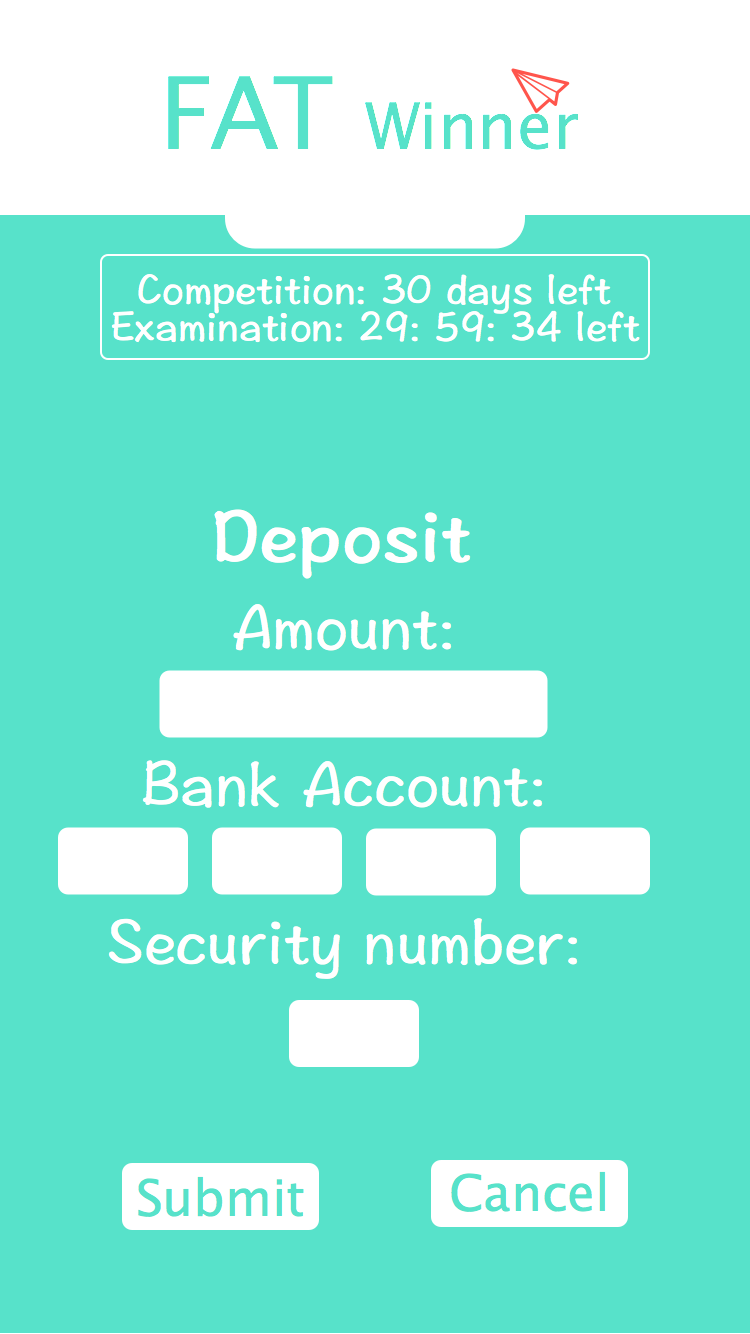 FAT Winner
Competition: 30 days left
Examination: 29: 59: 34 left
Deposit
Amount:
Bank Account:
Security number:
Submit
Cancel